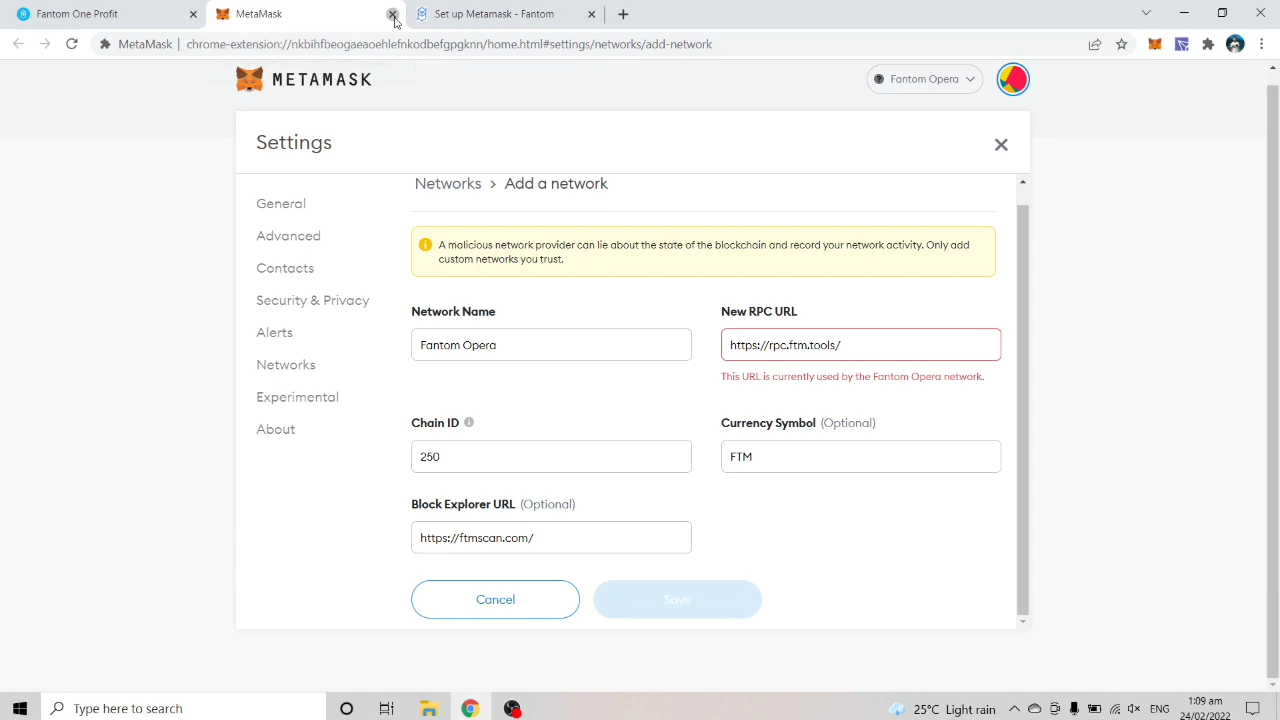 Fantom One Profit
MetaMask
Set up Metamask - Fantom
MetaMask
chrome-extension://nkbihfbeogaeaoehlefnkodbefgpgknn/home.html#settings/networks/add-network
METAMASK
Fantom Opera
Settings
Networks > Add a network
General
Advanced
Contacts
Security & Privacy
Alerts
Networks
Experimental
About
A malicious network provider can lie about the state of the blockchain and record your network activity. Only add
custom networks you trust.
Network Name
New RPC URL
Fantom Opera
https://rpc.ftm.tools/
This URL is currently used by the Fantom Opera network.
Chain ID
Currency Symbol (Optional)
250
FTM
Block Explorer URL (Optional)
https://ftmscan.com/
Cancel
Save
Type here to search
25°C Light rain
ENG
1:09 am
24/02/2022